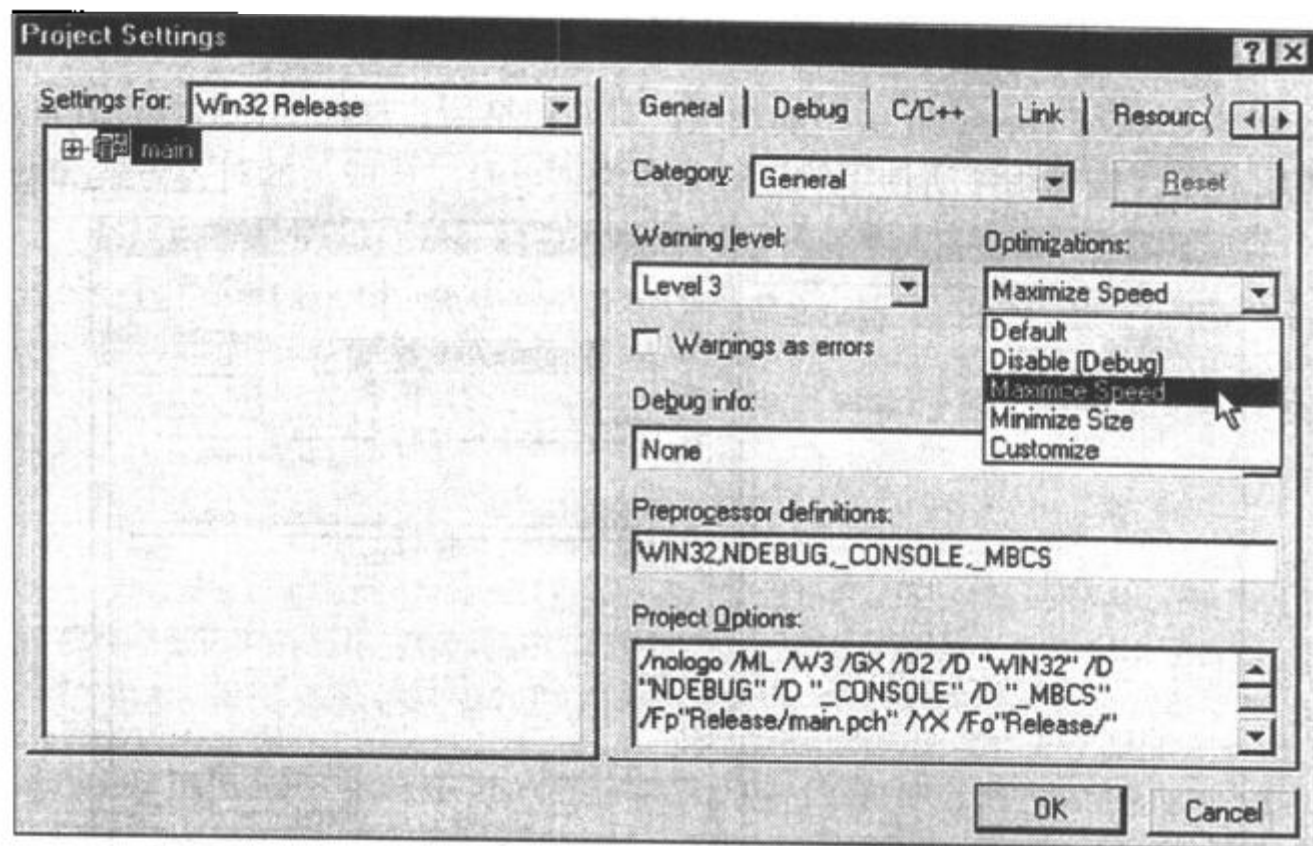 Project Settings
Settings For: Win32 Release
main
General Debug C/C++ Link Resourc
Category: General Reset
Warning level: Optimizations:
Level 3 Maximize Speed
Default
Warnings as errors
Disable (Debug)
Maximize Speed
Debug info:
Minimize Size
None
Customize
Preprocessor definitions:
WIN32,NDEBUG,_CONSOLE,_MBCS
Project Options:
/nologo /ML /W3 /GX /O2 /D "WIN32" /D
"NDEBUG" /D "_CONSOLE" /D "_MBCS"
/Fp"Release/main.pch" /YX /Fo"Release/"
OK Cancel